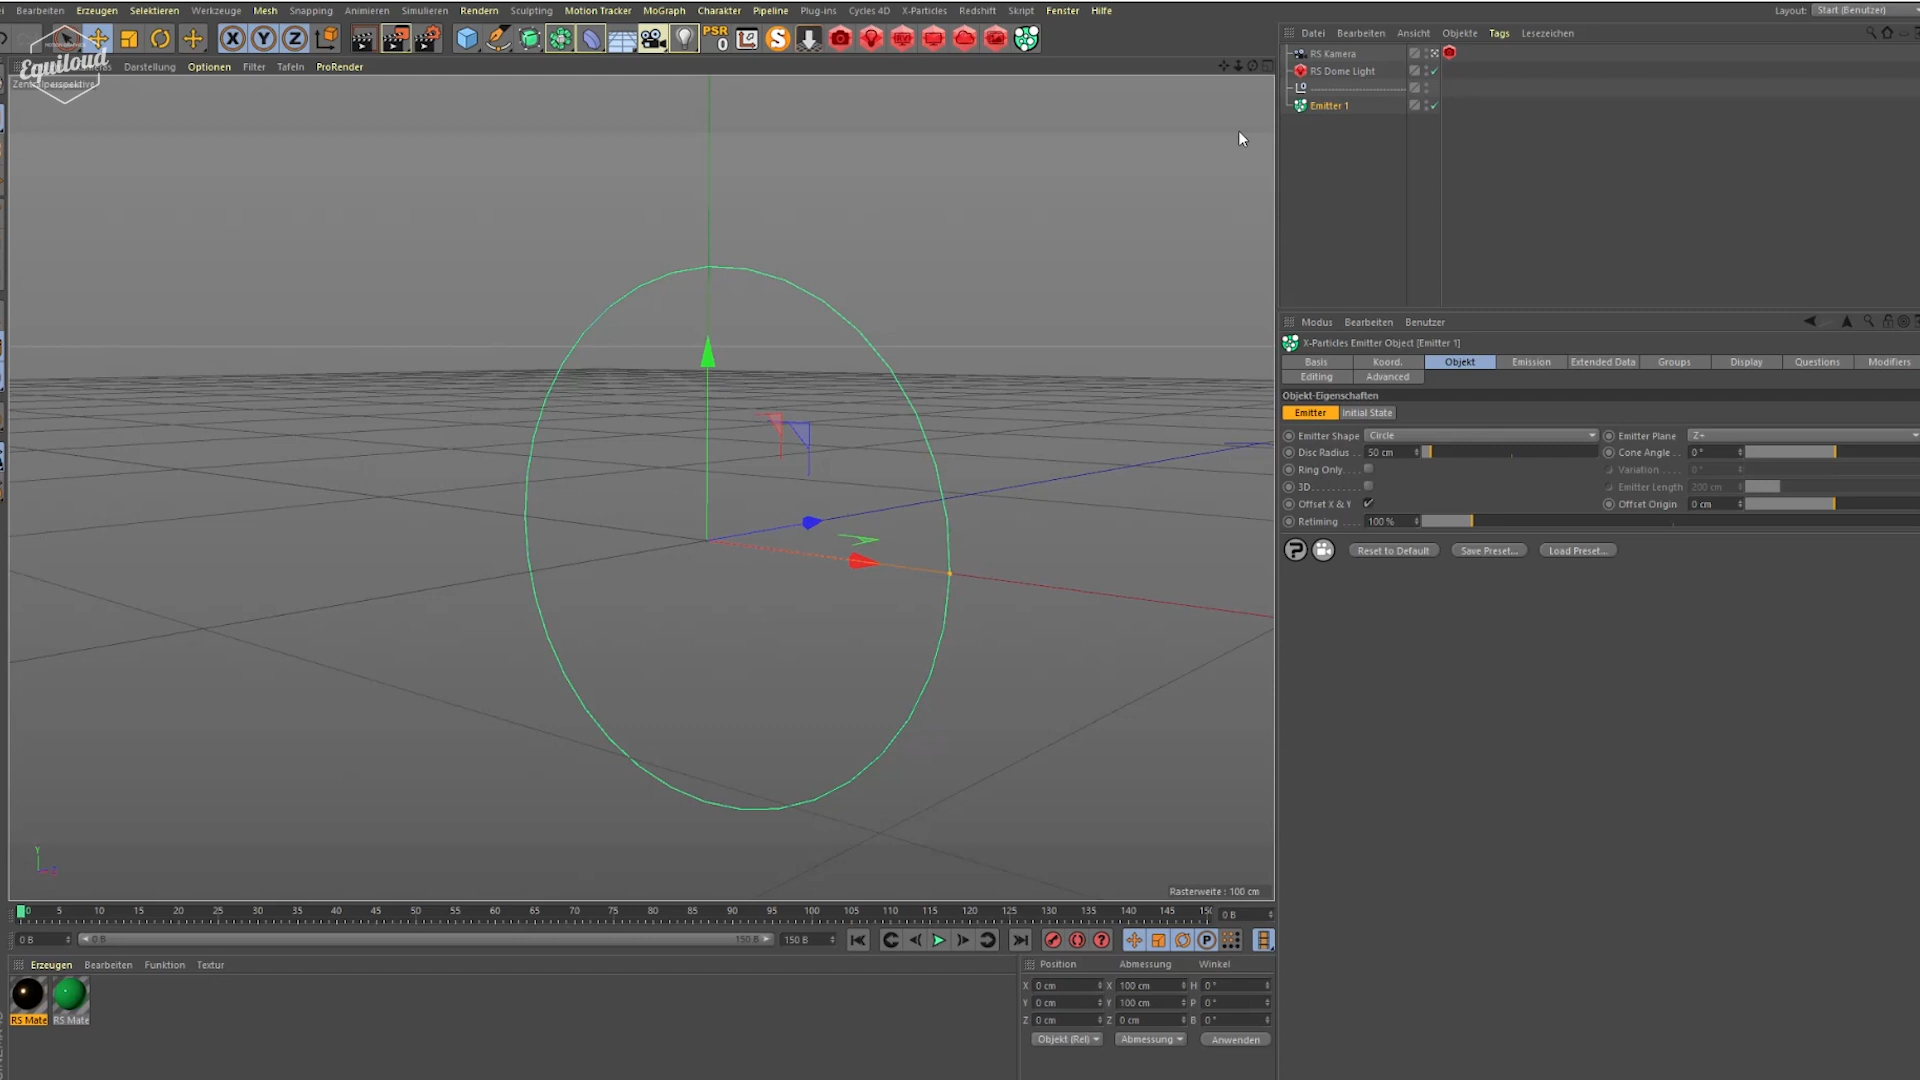 Bearbeiten Erzeugen Selektieren Werkzeuge Mesh Snapping Animieren Simulieren Rendern Sculpting Motion Tracker MoGraph Charakter Pipeline Plug-ins Cycles 4D X-Particles Redshift Skript Fenster Hilfe Layout: Start (Benutzer)
X Y Z PSR 0 S
Equiloud
Darstellung Optionen Filter Tafeln ProRender
Zentralperspektive
Datei Bearbeiten Ansicht Objekte Tags Lesezeichen
RS Kamera
RS Dome Light
Emitter 1
Modus Bearbeiten Benutzer
X-Particles Emitter Object [Emitter 1]
Basis Koord. Objekt Emission Extended Data Groups Display Questions Modifiers
Editing Advanced
Objekt-Eigenschaften
Emitter Initial State
Emitter Shape Circle Emitter Plane Z+
Disc Radius . 50 cm Cone Angle . . 0 °
Ring Only. . . . Variation . . . . 0 °
3D. . . . . . . . . . Emitter Length 200 cm
Offset X & Y Offset Origin 0 cm
Retiming . . . . 100 %
? Reset to Default Save Preset... Load Preset...
Rasterweite : 100 cm
Y
0 5 10 15 20 25 30 35 40 45 50 55 60 65 70 75 80 85 90 95 100 105 110 115 120 125 130 135 140 145 150 0 B
0 B 0 B 150 B 150 B ? P
Erzeugen Bearbeiten Funktion Textur
RS Mate RS Mate
Position Abmessung Winkel
X 0 cm X 100 cm H 0 °
Y 0 cm Y 100 cm P 0 °
Z 0 cm Z 0 cm B 0 °
Objekt (Rel) Abmessung Anwenden